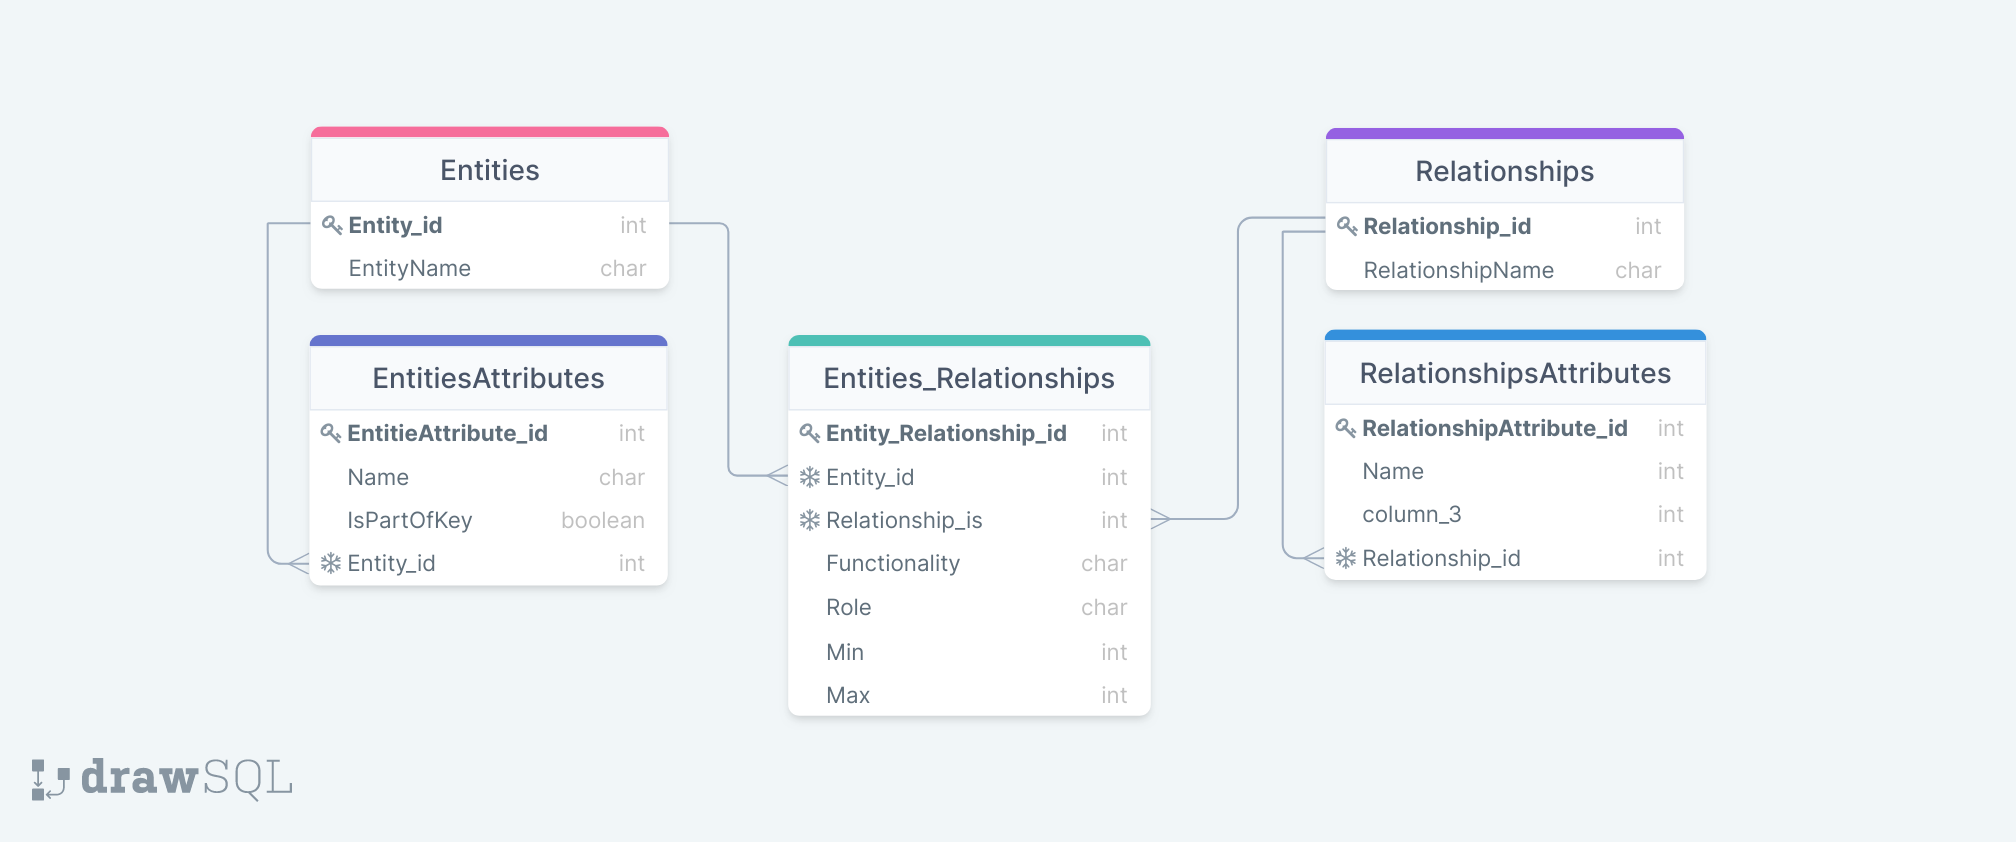 Entities
Entity_id int
EntityName char
EntitiesAttributes
EntitieAttribute_id int
Name char
IsPartOfKey boolean
Entity_id int
Entities_Relationships
Entity_Relationship_id int
Entity_id int
Relationship_is int
Functionality char
Role char
Min int
Max int
Relationships
Relationship_id int
RelationshipName char
RelationshipsAttributes
RelationshipAttribute_id int
Name int
column_3 int
Relationship_id int
drawSQL